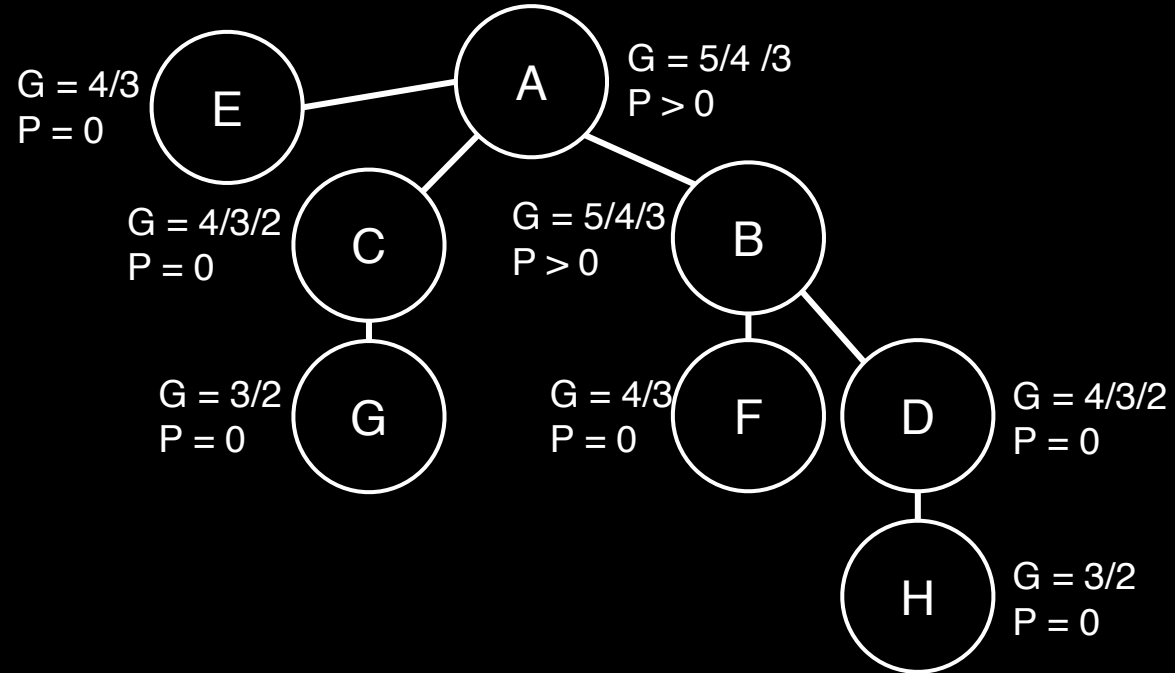 G = 4/3
P = 0
E
A
G = 5/4 /3
P > 0
G = 4/3/2
P = 0
C
G = 5/4/3
P > 0
B
G = 3/2
P = 0
G
G = 4/3
P = 0
F
D
G = 4/3/2
P = 0
H
G = 3/2
P = 0